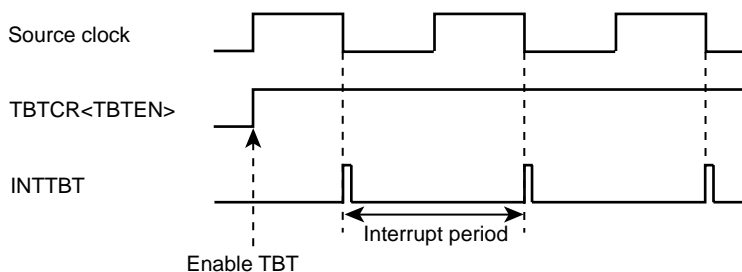 Source clock
TBTCR<TBTEN>
INTTBT
Interrupt period
Enable TBT